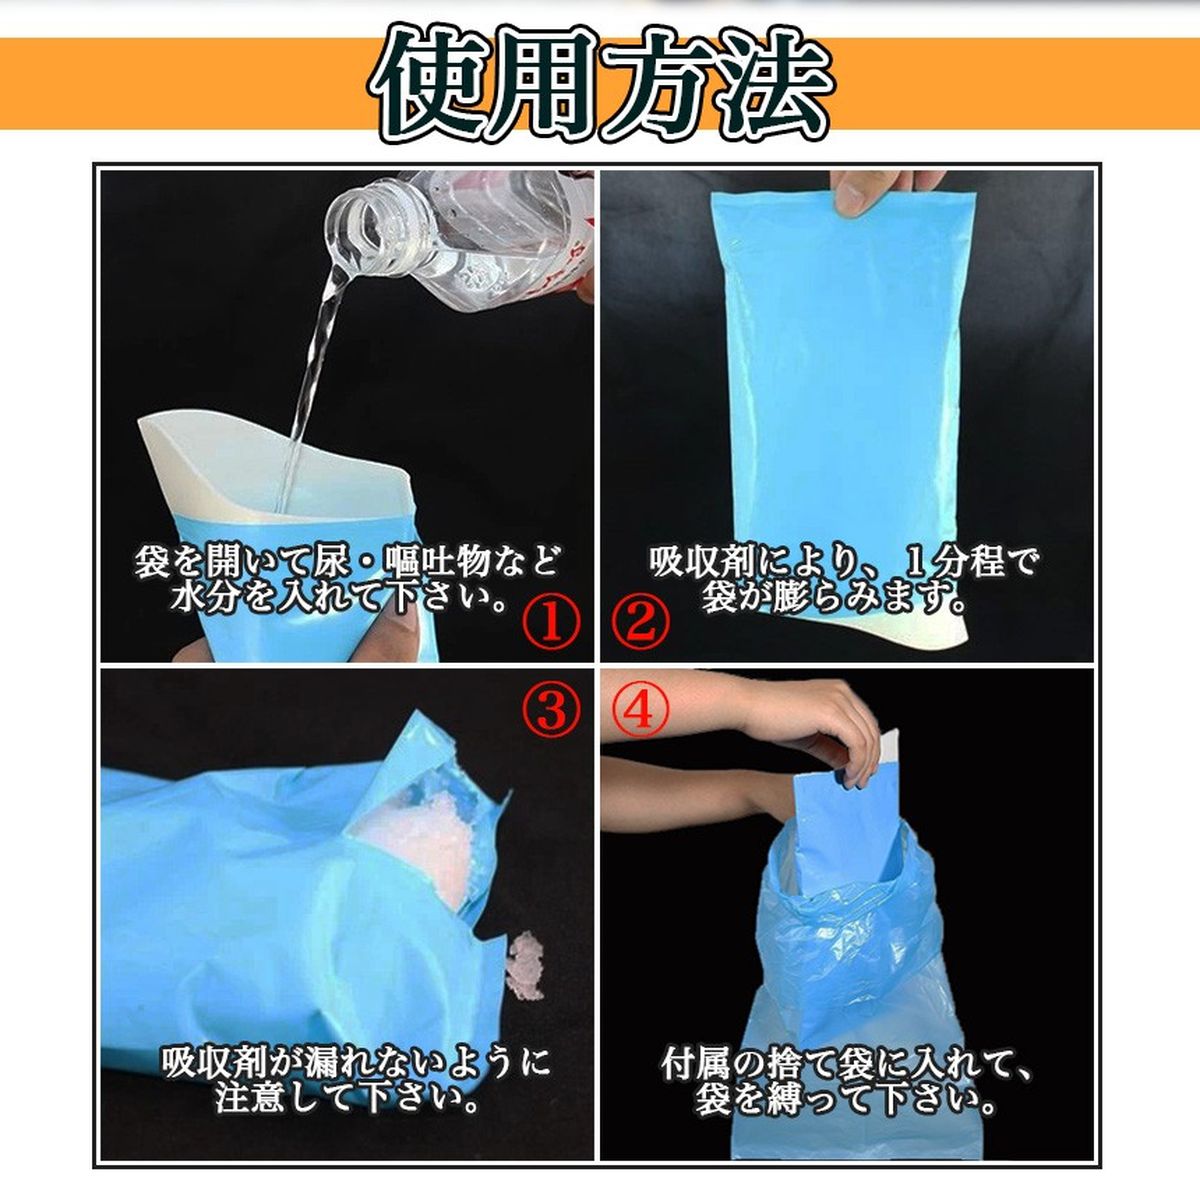 使用方法
袋を開いて尿・嘔吐物など
水分を入れて下さい。
①
吸収剤により、１分程で
袋が膨らみます。
②
③
吸収剤が漏れないように
注意して下さい。
④
付属の捨て袋に入れて、
袋を縛って下さい。